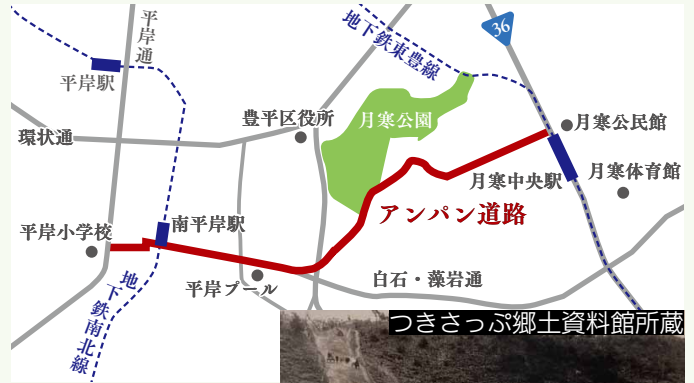 平岸通
地下鉄東豊線
36
平岸駅
豊平区役所
月寒公園
月寒公民館
環状通
月寒中央駅
月寒体育館
アンパン道路
平岸小学校
南平岸駅
平岸プール
白石・藻岩通
地下鉄南北線
つきさっぷ郷土資料館所蔵